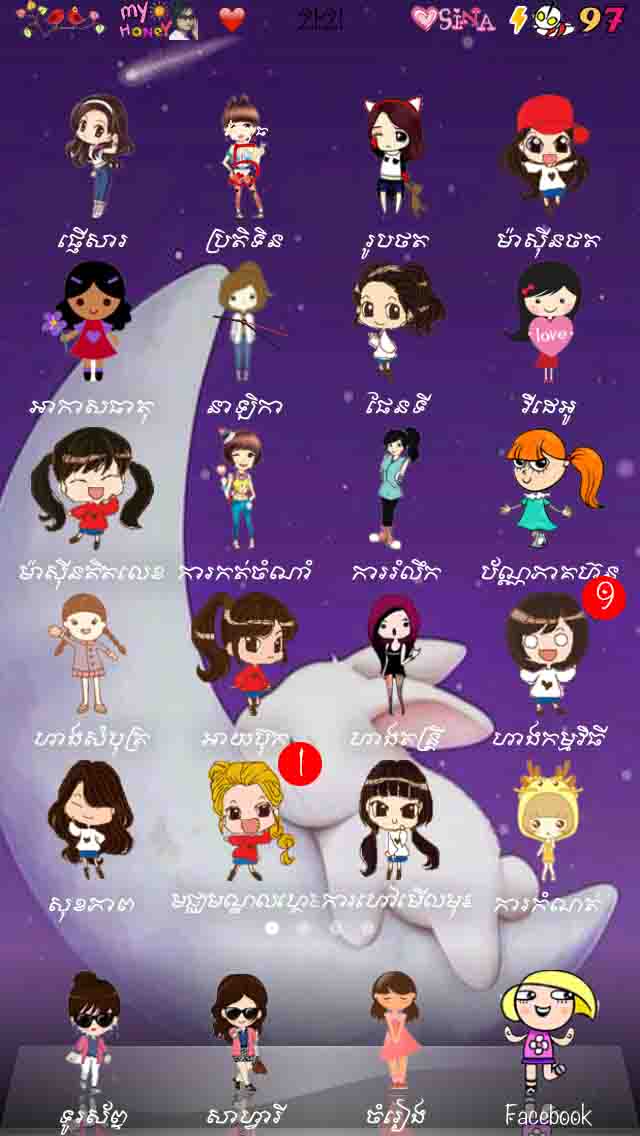 my HONEY 21:21 SINA 97
ផ្ញើសារ ប្រតិទិន រូបថត ម៉ាស៊ីនថត
love
អាកាសធាតុ នាឡិកា ផែនទី វីដេអូ
ម៉ាស៊ីនគិតលេខ ការកត់ចំណាំ ការរំលឹក ប័ណ្ណភាគហ៊ុន
9
ហាងសំបុត្រ អាយប៊ុក ហាងតន្ត្រី ហាងកម្មវិធី
1
សុខភាព មជ្ឈមណ្ឌលហ្គេម ការហៅមើលមុខ ការកំណត់
ទូរស័ព្ទ សាហ្វារី ចំរៀង Facebook